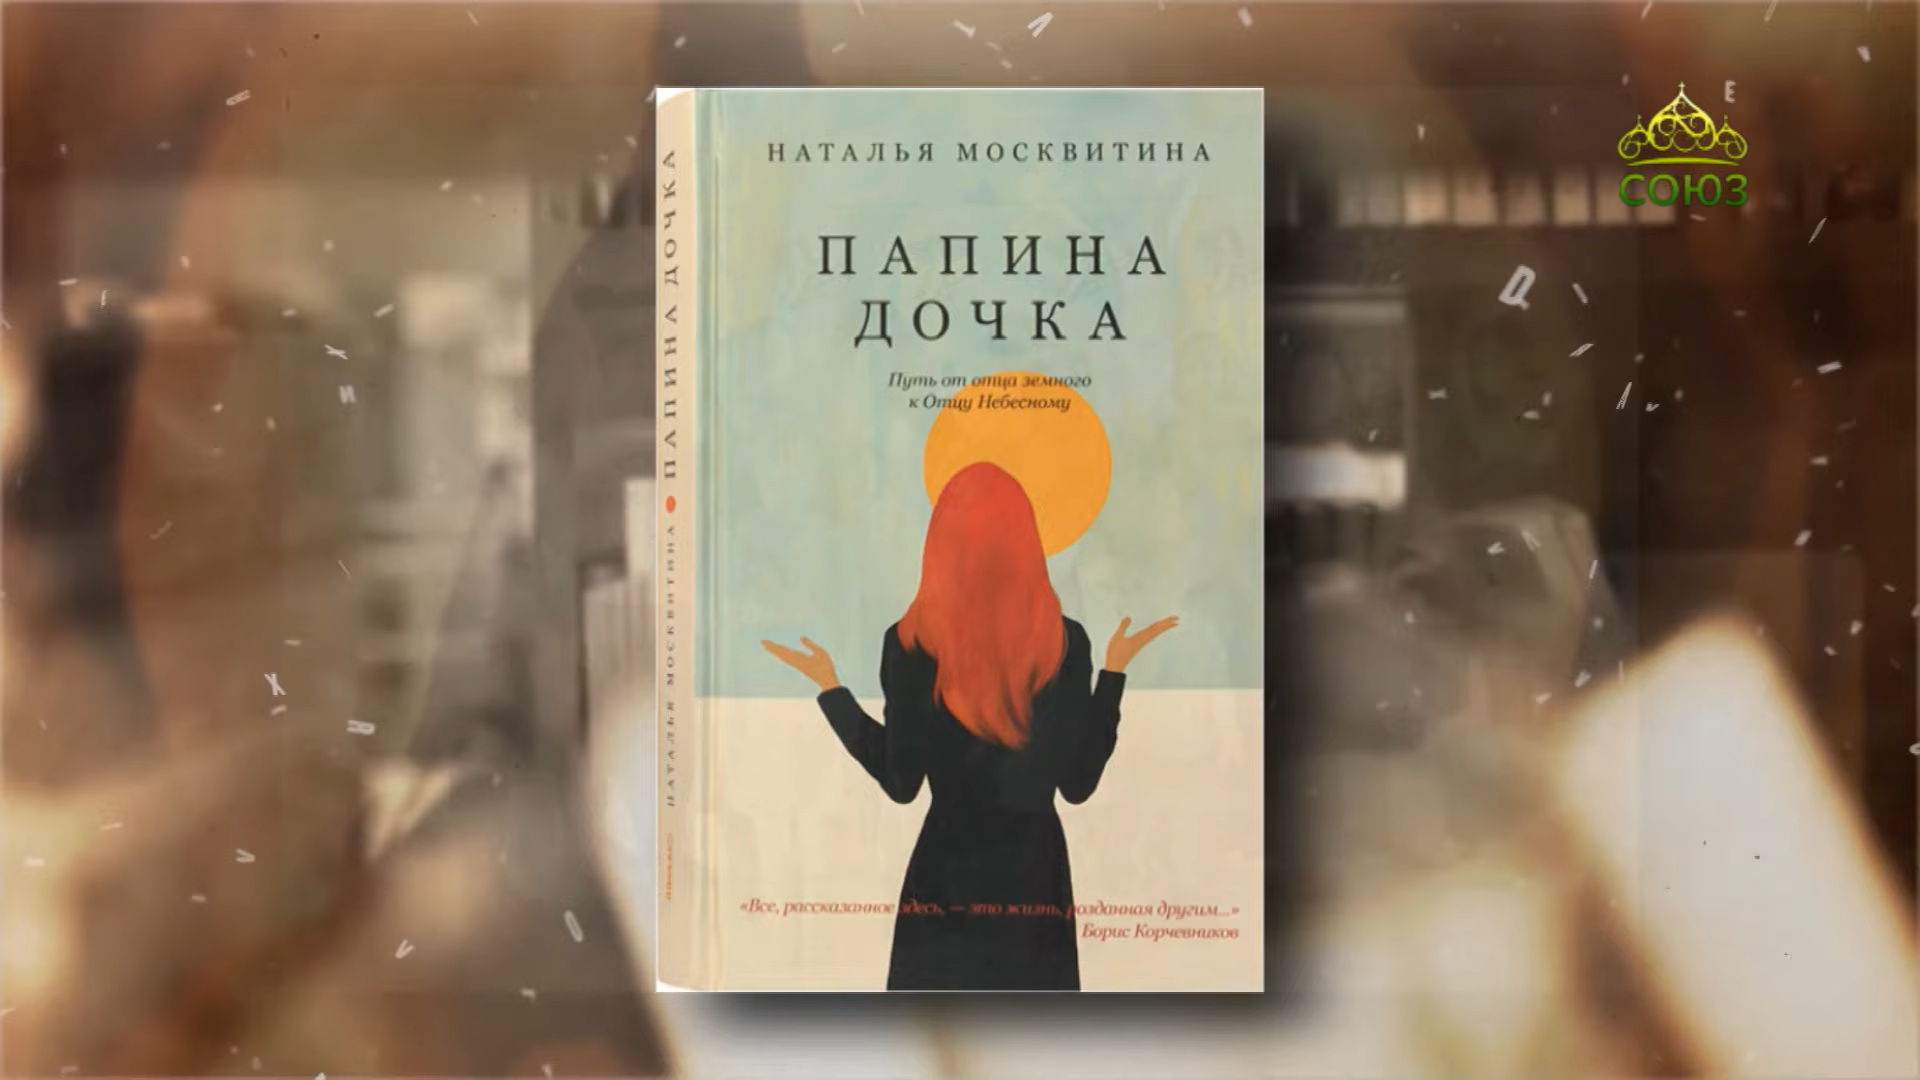 НАТАЛЬЯ МОСКВИТИНА
ПАПИНА
ДОЧКА
Путь от отца земного
к Отцу Небесному
«Все, рассказанное здесь, — это жизнь, розданная другим...»
Борис Корчевников
НАТАЛЬЯ МОСКВИТИНА ПАПИНА ДОЧКА
СОЮЗ